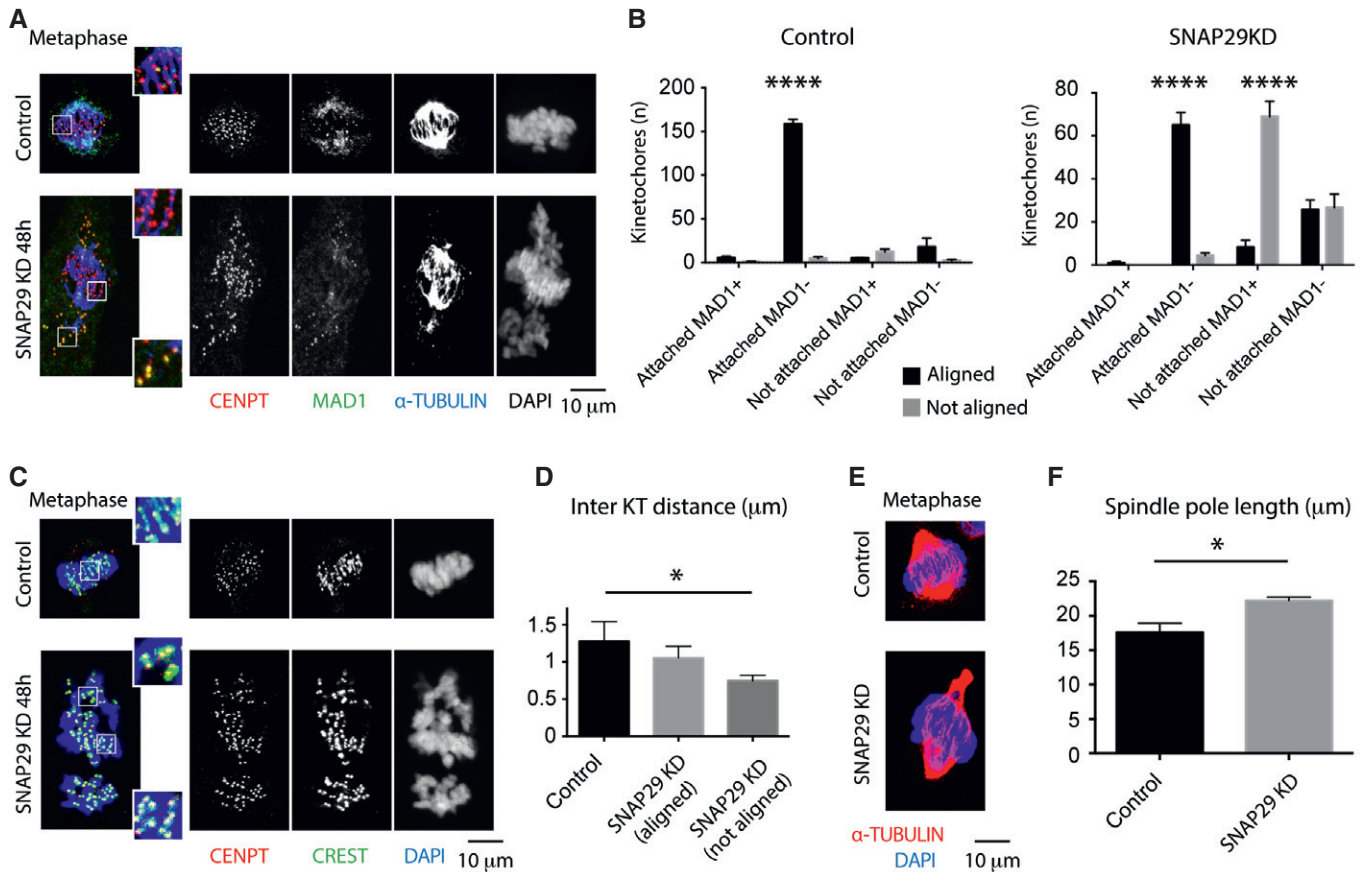 A
Metaphase
Control
SNAP29 KD 48h
CENPT
MAD1
α-TUBULIN
DAPI
10 μm
B
Control
Kinetochores (n)
200
150
100
50
0
****
Attached MAD1+
Attached MAD1-
Not attached MAD1+
Not attached MAD1-
SNAP29KD
Kinetochores (n)
80
60
40
20
0
**** ****
Attached MAD1+
Attached MAD1-
Not attached MAD1+
Not attached MAD1-
Aligned
Not aligned
C
Metaphase
Control
SNAP29 KD 48h
CENPT
CREST
DAPI
10 μm
D
Inter KT distance (μm)
*
1.5
1
0.5
0
Control
SNAP29 KD
(aligned)
SNAP29 KD
(not aligned)
E
Metaphase
Control
SNAP29 KD
α-TUBULIN
DAPI
10 μm
F
Spindle pole length (μm)
*
25
20
15
10
5
0
Control
SNAP29 KD